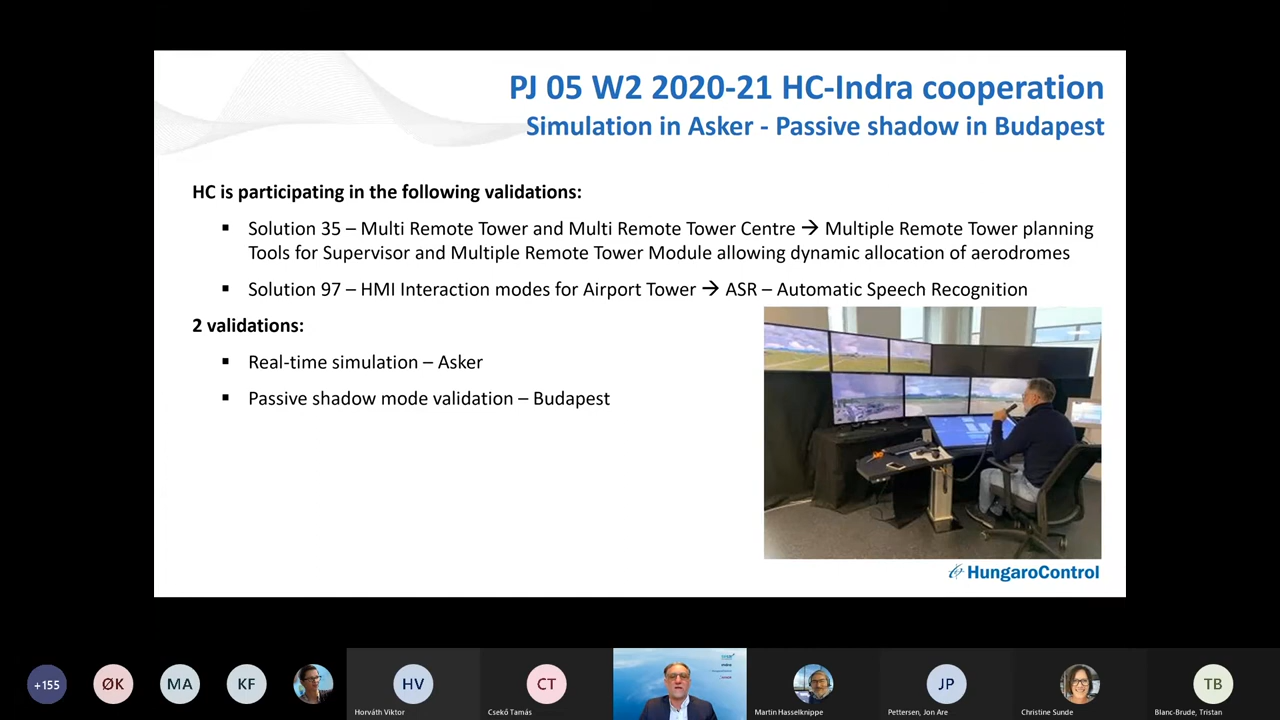 PJ 05 W2 2020-21 HC-Indra cooperation
Simulation in Asker - Passive shadow in Budapest
HC is participating in the following validations:
▪ Solution 35 – Multi Remote Tower and Multi Remote Tower Centre → Multiple Remote Tower planning
Tools for Supervisor and Multiple Remote Tower Module allowing dynamic allocation of aerodromes
▪ Solution 97 – HMI Interaction modes for Airport Tower → ASR – Automatic Speech Recognition
2 validations:
▪ Real-time simulation – Asker
▪ Passive shadow mode validation – Budapest
HungaroControl
+155
ØK
MA
KF
HV
Horváth Viktor
CT
Csekő Tamás
Martin Hasselknippe
JP
Pettersen, Jon Are
Christine Sunde
TB
Blanc-Brude, Tristan